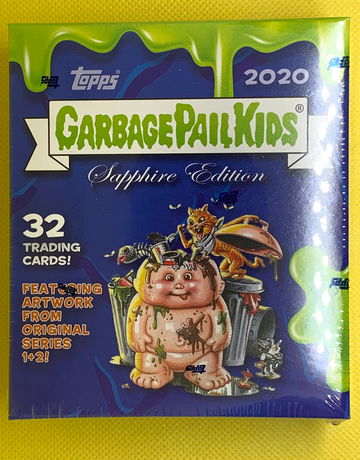 Topps®
2020
GARBAGE PAIL KIDS®
Sapphire Edition
32
TRADING
CARDS!
FEATURING
ARTWORK
FROM
ORIGINAL
SERIES
1+2!